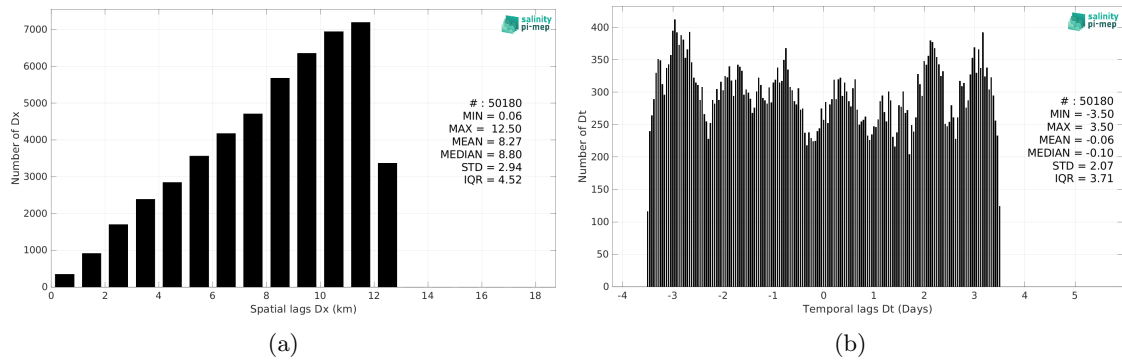 salinity
pi-mep
7000
6000
5000
4000
3000
2000
1000
0
Number of Dx
# : 50180
MIN = 0.06
MAX = 12.50
MEAN = 8.27
MEDIAN = 8.80
STD = 2.94
IQR = 4.52
0 2 4 6 8 10 12 14 16 18
Spatial lags Dx (km)
(a)
salinity
pi-mep
400
350
300
250
200
150
100
50
0
Number of Dt
# : 50180
MIN = -3.50
MAX = 3.50
MEAN = -0.06
MEDIAN = -0.10
STD = 2.07
IQR = 3.71
-4 -3 -2 -1 0 1 2 3 4 5
Temporal lags Dt (Days)
(b)